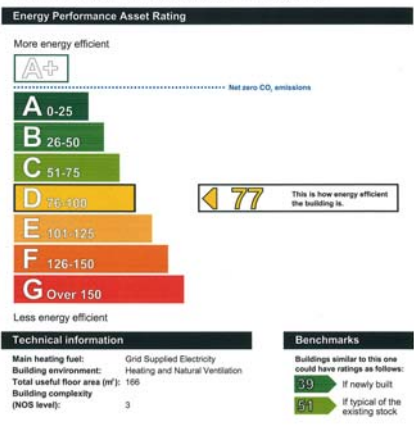 Energy Performance Asset Rating
More energy efficient
A+
Net zero CO₂ emissions
A 0-25
B 26-50
C 51-75
D 76-100
77 This is how energy efficient the building is.
E 101-125
F 126-150
G Over 150
Less energy efficient
Technical information
Main heating fuel: Grid Supplied Electricity
Building environment: Heating and Natural Ventilation
Total useful floor area (m²): 166
Building complexity
(NOS level): 3
Benchmarks
Buildings similar to this one
could have ratings as follows:
39 If newly built
51 If typical of the
existing stock